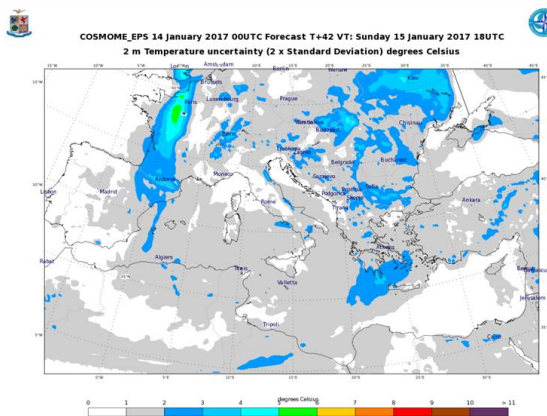 COSMOME_EPS 14 January 2017 00UTC Forecast T+42 VT: Sunday 15 January 2017 18UTC
2 m Temperature uncertainty (2 x Standard Deviation) degrees Celsius
Berlin
Warsaw
Brussels
Kiev
Luxembourg
Prague
Paris
Chisinau
Budapest
Belgrade
Bucharest
Andorra
Monaco
Sarajevo
Sofia
Podgorica
Rome
Tirana
Lisbon
Madrid
Ankara
Athens
Rabat
Algiers
Tunis
Valletta
Jerusalem
Tripoli
Cairo
degrees Celsius
0 1 2 3 4 5 6 7 8 9 10 > 11